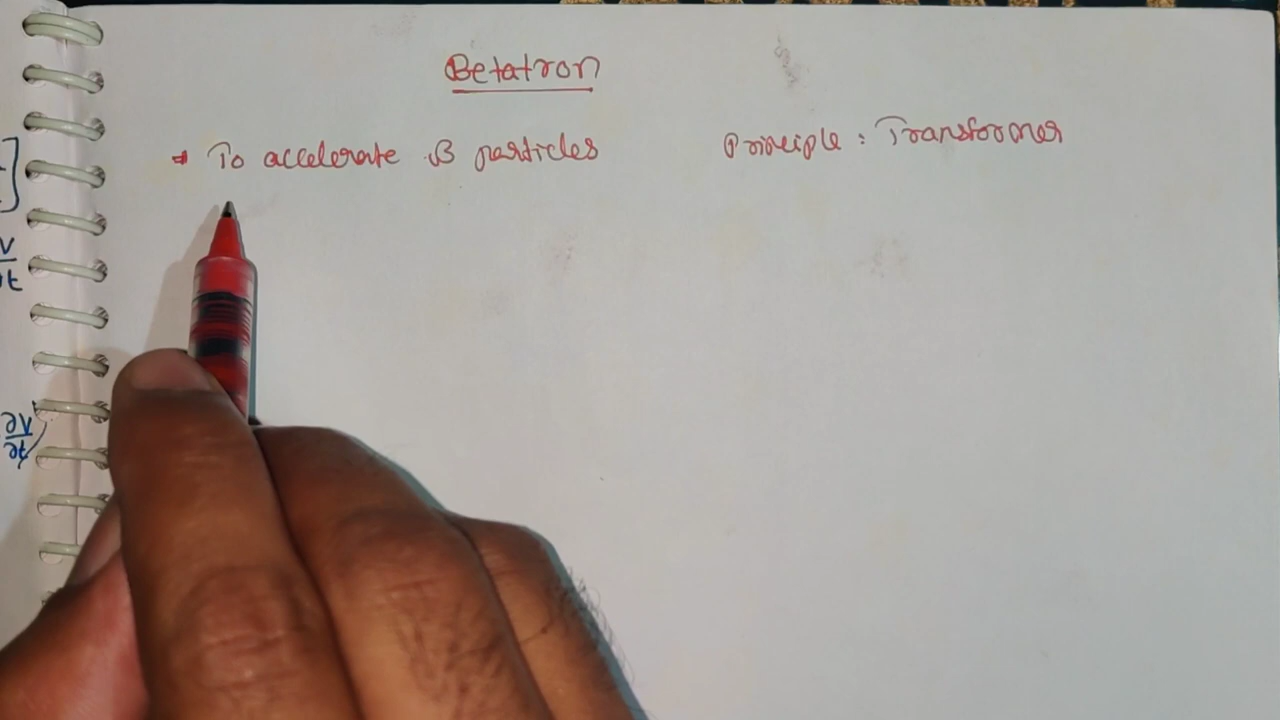 Betatron
→ To accelerate β particles
Principle : Transformer